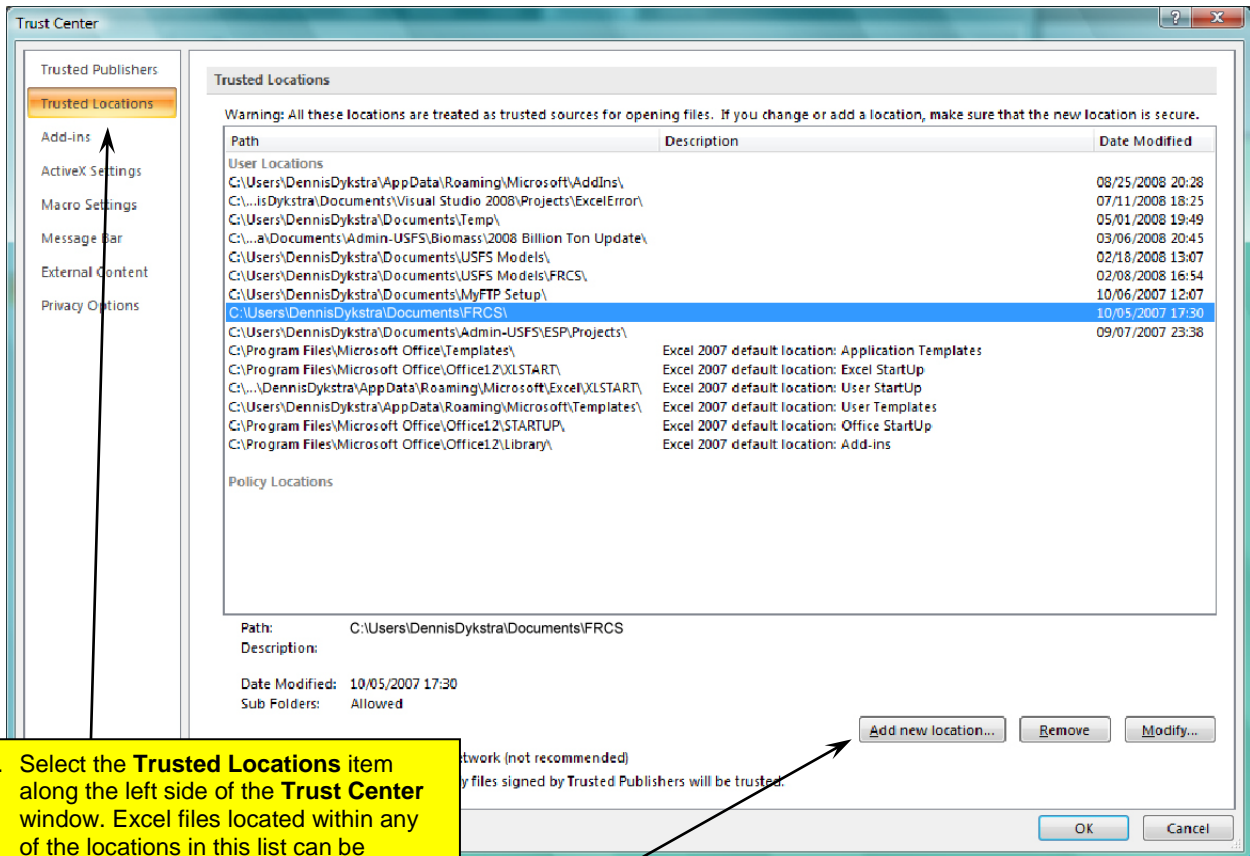 Trust Center
Trusted Publishers
Trusted Locations
Add-ins
ActiveX Settings
Macro Settings
Message Bar
External Content
Privacy Options
Trusted Locations
Warning: All these locations are treated as trusted sources for opening files. If you change or add a location, make sure that the new location is secure.
Path Description Date Modified
User Locations
C:\Users\DennisDykstra\AppData\Roaming\Microsoft\AddIns\ 08/25/2008 20:28
C:\...isDykstra\Documents\Visual Studio 2008\Projects\ExcelError\ 07/11/2008 18:25
C:\Users\DennisDykstra\Documents\Temp\ 05/01/2008 19:49
C:\...a\Documents\Admin-USFS\Biomass\2008 Billion Ton Update\ 03/06/2008 20:45
C:\Users\DennisDykstra\Documents\USFS Models\ 02/18/2008 13:07
C:\Users\DennisDykstra\Documents\USFS Models\FRCS\ 02/08/2008 16:54
C:\Users\DennisDykstra\Documents\MyFTP Setup\ 10/06/2007 12:07
C:\Users\DennisDykstra\Documents\FRCS\ 10/05/2007 17:30
C:\Users\DennisDykstra\Documents\Admin-USFS\ESP\Projects\ 09/07/2007 23:38
C:\Program Files\Microsoft Office\Templates\ Excel 2007 default location: Application Templates
C:\Program Files\Microsoft Office\Office12\XLSTART\ Excel 2007 default location: Excel StartUp
C:\...\DennisDykstra\AppData\Roaming\Microsoft\Excel\XLSTART\ Excel 2007 default location: User StartUp
C:\Users\DennisDykstra\AppData\Roaming\Microsoft\Templates\ Excel 2007 default location: User Templates
C:\Program Files\Microsoft Office\Office12\STARTUP\ Excel 2007 default location: Office StartUp
C:\Program Files\Microsoft Office\Office12\Library\ Excel 2007 default location: Add-ins
Policy Locations
Path: C:\Users\DennisDykstra\Documents\FRCS
Description:
Date Modified: 10/05/2007 17:30
Sub Folders: Allowed
Add new location... Remove Modify...
twork (not recommended)
y files signed by Trusted Publishers will be trusted.
Select the Trusted Locations item
along the left side of the Trust Center
window. Excel files located within any
of the locations in this list can be
OK Cancel